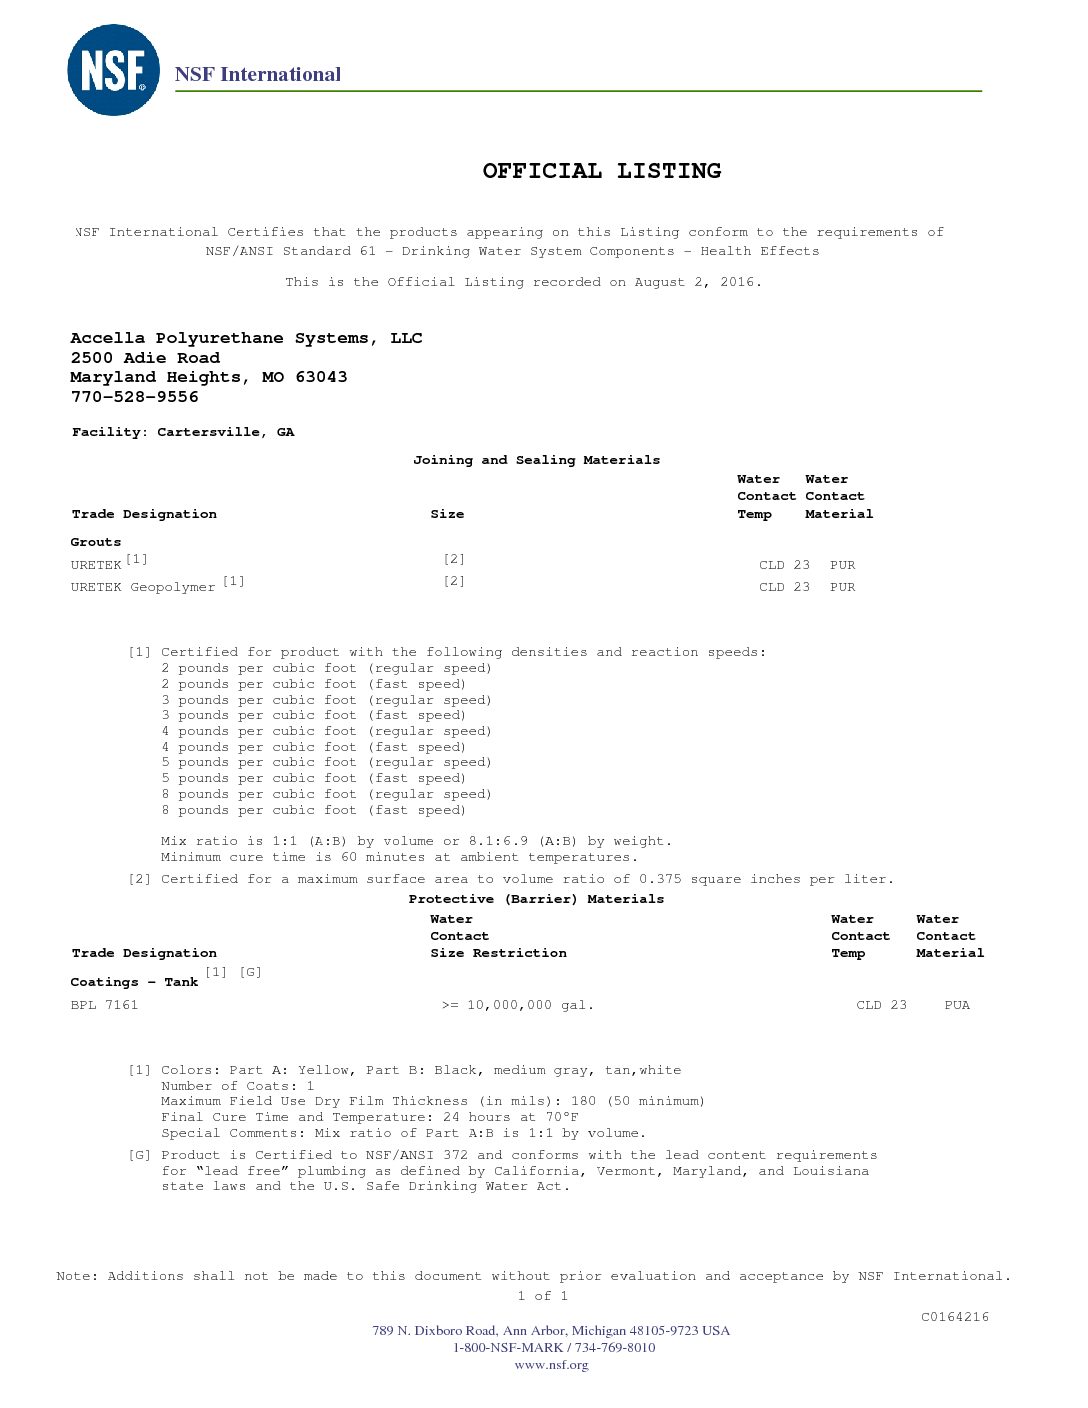 NSF®
NSF International
OFFICIAL LISTING
NSF International Certifies that the products appearing on this Listing conform to the requirements of
NSF/ANSI Standard 61 - Drinking Water System Components - Health Effects
This is the Official Listing recorded on August 2, 2016.
Accella Polyurethane Systems, LLC
2500 Adie Road
Maryland Heights, MO 63043
770-528-9556
Facility: Cartersville, GA
Joining and Sealing Materials
Water Water
Contact Contact
Trade Designation Size Temp Material
Grouts
URETEK[1] [2] CLD 23 PUR
URETEK Geopolymer [1] [2] CLD 23 PUR
[1] Certified for product with the following densities and reaction speeds:
2 pounds per cubic foot (regular speed)
2 pounds per cubic foot (fast speed)
3 pounds per cubic foot (regular speed)
3 pounds per cubic foot (fast speed)
4 pounds per cubic foot (regular speed)
4 pounds per cubic foot (fast speed)
5 pounds per cubic foot (regular speed)
5 pounds per cubic foot (fast speed)
8 pounds per cubic foot (regular speed)
8 pounds per cubic foot (fast speed)
Mix ratio is 1:1 (A:B) by volume or 8.1:6.9 (A:B) by weight.
Minimum cure time is 60 minutes at ambient temperatures.
[2] Certified for a maximum surface area to volume ratio of 0.375 square inches per liter.
Protective (Barrier) Materials
Water Water Water
Contact Contact Contact
Trade Designation Size Restriction Temp Material
Coatings - Tank [1] [G]
BPL 7161 >= 10,000,000 gal. CLD 23 PUA
[1] Colors: Part A: Yellow, Part B: Black, medium gray, tan,white
Number of Coats: 1
Maximum Field Use Dry Film Thickness (in mils): 180 (50 minimum)
Final Cure Time and Temperature: 24 hours at 70°F
Special Comments: Mix ratio of Part A:B is 1:1 by volume.
[G] Product is Certified to NSF/ANSI 372 and conforms with the lead content requirements
for “lead free” plumbing as defined by California, Vermont, Maryland, and Louisiana
state laws and the U.S. Safe Drinking Water Act.
Note: Additions shall not be made to this document without prior evaluation and acceptance by NSF International.
1 of 1
C0164216
789 N. Dixboro Road, Ann Arbor, Michigan 48105-9723 USA
1-800-NSF-MARK / 734-769-8010
www.nsf.org